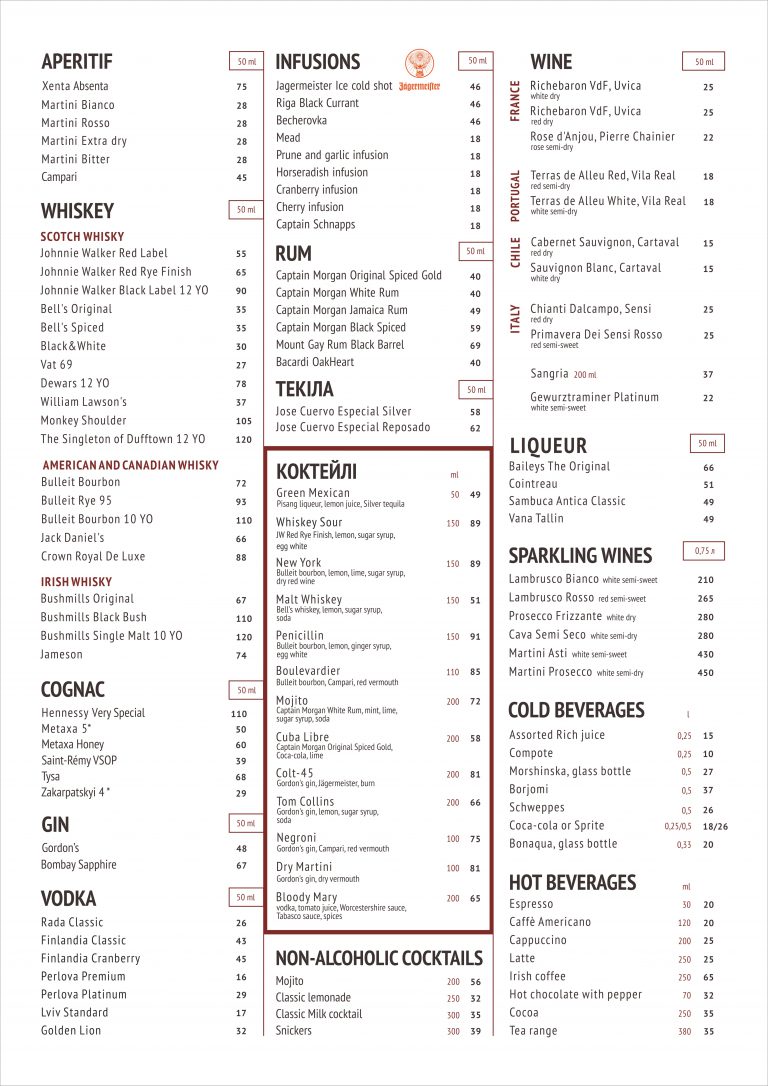 APERITIF 50 ml
Xenta Absenta 75
Martini Bianco 28
Martini Rosso 28
Martini Extra dry 28
Martini Bitter 28
Campari 45
WHISKEY 50 ml
SCOTCH WHISKY
Johnnie Walker Red Label 55
Johnnie Walker Red Rye Finish 65
Johnnie Walker Black Label 12 YO 90
Bell's Original 35
Bell's Spiced 35
Black&White 30
Vat 69 27
Dewars 12 YO 78
William Lawson's 37
Monkey Shoulder 105
The Singleton of Dufftown 12 YO 120
AMERICAN AND CANADIAN WHISKY
Bulleit Bourbon 72
Bulleit Rye 95 93
Bulleit Bourbon 10 YO 110
Jack Daniel's 66
Crown Royal De Luxe 88
IRISH WHISKY
Bushmills Original 67
Bushmills Black Bush 110
Bushmills Single Malt 10 YO 120
Jameson 74
COGNAC 50 ml
Hennessy Very Special 110
Metaxa 5* 50
Metaxa Honey 60
Saint-Rémy VSOP 39
Tysa 68
Zakarpatskyi 4 * 29
GIN 50 ml
Gordon's 48
Bombay Sapphire 67
VODKA 50 ml
Rada Classic 26
Finlandia Classic 43
Finlandia Cranberry 45
Perlova Premium 16
Perlova Platinum 29
Lviv Standard 17
Golden Lion 32
INFUSIONS 50 ml
Jagermeister Ice cold shot Jägermeister 46
Riga Black Currant 46
Becherovka 46
Mead 18
Prune and garlic infusion 18
Horseradish infusion 18
Cranberry infusion 18
Cherry infusion 18
Captain Schnapps 18
RUM 50 ml
Captain Morgan Original Spiced Gold 40
Captain Morgan White Rum 40
Captain Morgan Jamaica Rum 49
Captain Morgan Black Spiced 59
Mount Gay Rum Black Barrel 69
Bacardi OakHeart 40
ТЕКІЛА 50 ml
Jose Cuervo Especial Silver 58
Jose Cuervo Especial Reposado 62
КОКТЕЙЛІ ml
Green Mexican 50 49
Pisang liqueur, lemon juice, Silver tequila
Whiskey Sour 150 89
JW Red Rye Finish, lemon, sugar syrup,
egg white
New York 150 89
Bulleit bourbon, lemon, lime, sugar syrup,
dry red wine
Malt Whiskey 150 51
Bell's whiskey, lemon, sugar syrup,
soda
Penicillin 150 91
Bulleit bourbon, lemon, ginger syrup,
egg white
Boulevardier 110 85
Bulleit bourbon, Campari, red vermouth
Mojito 200 72
Captain Morgan White Rum, mint, lime,
sugar syrup, soda
Cuba Libre 200 58
Captain Morgan Original Spiced Gold,
Coca-cola, lime
Colt-45 200 81
Gordon's gin, Jägermeister, burn
Tom Collins 200 66
Gordon's gin, lemon, sugar syrup,
soda
Negroni 100 75
Gordon's gin, Campari, red vermouth
Dry Martini 100 81
Gordon's gin, dry vermouth
Bloody Mary 200 65
vodka, tomato juice, Worcestershire sauce,
Tabasco sauce, spices
NON-ALCOHOLIC COCKTAILS
Mojito 200 56
Classic lemonade 250 32
Classic Milk cocktail 300 35
Snickers 300 39
WINE 50 ml
FRANCE
Richebaron VdF, Uvica 25
white dry
Richebaron VdF, Uvica 25
red dry
Rose d'Anjou, Pierre Chainier 22
rose semi-dry
PORTUGAL
Terras de Alleu Red, Vila Real 18
red semi-dry
Terras de Alleu White, Vila Real 18
white semi-dry
CHILE
Cabernet Sauvignon, Cartaval 15
red dry
Sauvignon Blanc, Cartaval 15
white dry
ITALY
Chianti Dalcampo, Sensi 25
red dry
Primavera Dei Sensi Rosso 25
red semi-sweet
Sangria 200 ml 37
Gewurztraminer Platinum 22
white semi-sweet
LIQUEUR 50 ml
Baileys The Original 66
Cointreau 51
Sambuca Antica Classic 49
Vana Tallin 49
SPARKLING WINES 0,75 л
Lambrusco Bianco white semi-sweet 210
Lambrusco Rosso red semi-sweet 265
Prosecco Frizzante white dry 280
Cava Semi Seco white semi-dry 280
Martini Asti white semi-sweet 430
Martini Prosecco white semi-dry 450
COLD BEVERAGES l
Assorted Rich juice 0,25 15
Compote 0,25 10
Morshinska, glass bottle 0,5 27
Borjomi 0,5 37
Schweppes 0,5 26
Coca-cola or Sprite 0,25/0,5 18/26
Bonaqua, glass bottle 0,33 20
HOT BEVERAGES ml
Espresso 30 20
Caffè Americano 120 20
Cappuccino 200 25
Latte 250 25
Irish coffee 250 65
Hot chocolate with pepper 70 32
Cocoa 250 35
Tea range 380 35